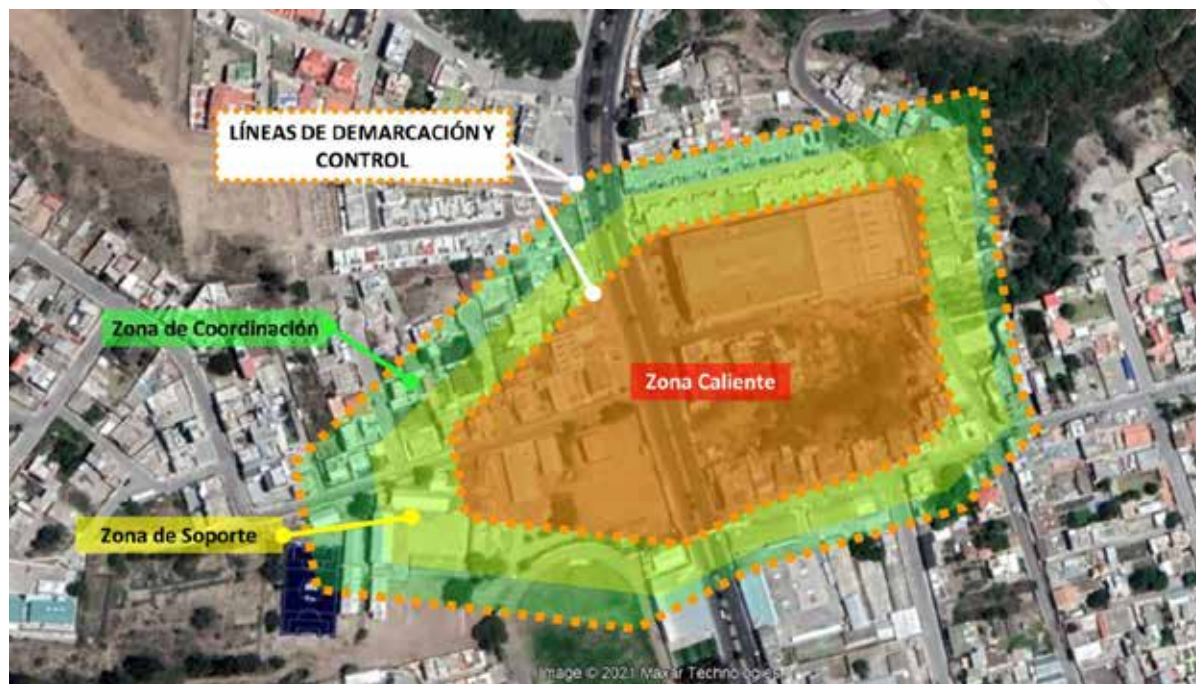 LÍNEAS DE DEMARCACIÓN Y
CONTROL
Zona de Coordinación
Zona Caliente
Zona de Soporte
Image © 2021 Maxar Technologies